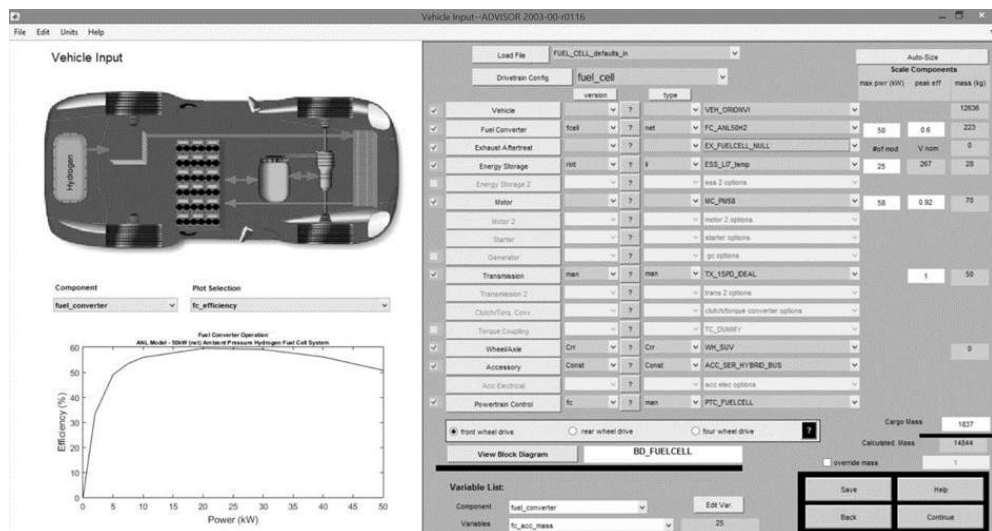 Vehicle Input--ADVISOR 2003-00-r0116
File Edit Units Help
Vehicle Input
Hydrogen
Component
Plot Selection
fuel_converter
fc_efficiency
Fuel Converter Operation
ANL Model - 50kW (net) Ambient Pressure Hydrogen Fuel Cell System
Efficiency (%)
60
50
40
30
20
10
0
0 5 10 15 20 25 30 35 40 45 50
Power (kW)
Load File FUEL_CELL_defaults_in
Auto-Size
Drivetrain Config fuel_cell
Scale Components
version type max pwr (kW) peak eff mass (kg)
Vehicle ? VEH_ORIONVI 12636
Fuel Converter fcell ? net FC_ANL50H2 50 0.6 223
Exhaust Aftertreat ? EX_FUELCELL_NULL #of mod V nom 0
Energy Storage rint ? li ESS_LI7_temp 25 267 28
Energy Storage 2 ? ess 2 options
Motor ? MC_PM58 58 0.92 70
Motor 2 ? motor 2 options
Starter ? starter options
Generator ? gc options
Transmission man ? man TX_1SPD_IDEAL 1 50
Transmission 2 ? trans 2 options
Clutch/Torq. Conv. ? clutch/torque converter options
Torque Coupling ? TC_DUMMY
Wheel/Axle Crr ? Crr WH_SUV 0
Accessory Const ? Const ACC_SER_HYBRID_BUS
Acc Electrical ? acc elec options
Powertrain Control fc ? man PTC_FUELCELL
front wheel drive rear wheel drive four wheel drive ?
Cargo Mass 1837
Calculated. Mass 14844
View Block Diagram BD_FUELCELL
override mass 1
Variable List:
Component fuel_converter Edit Var.
Variables fc_acc_mass 25
Save Help
Back Continue